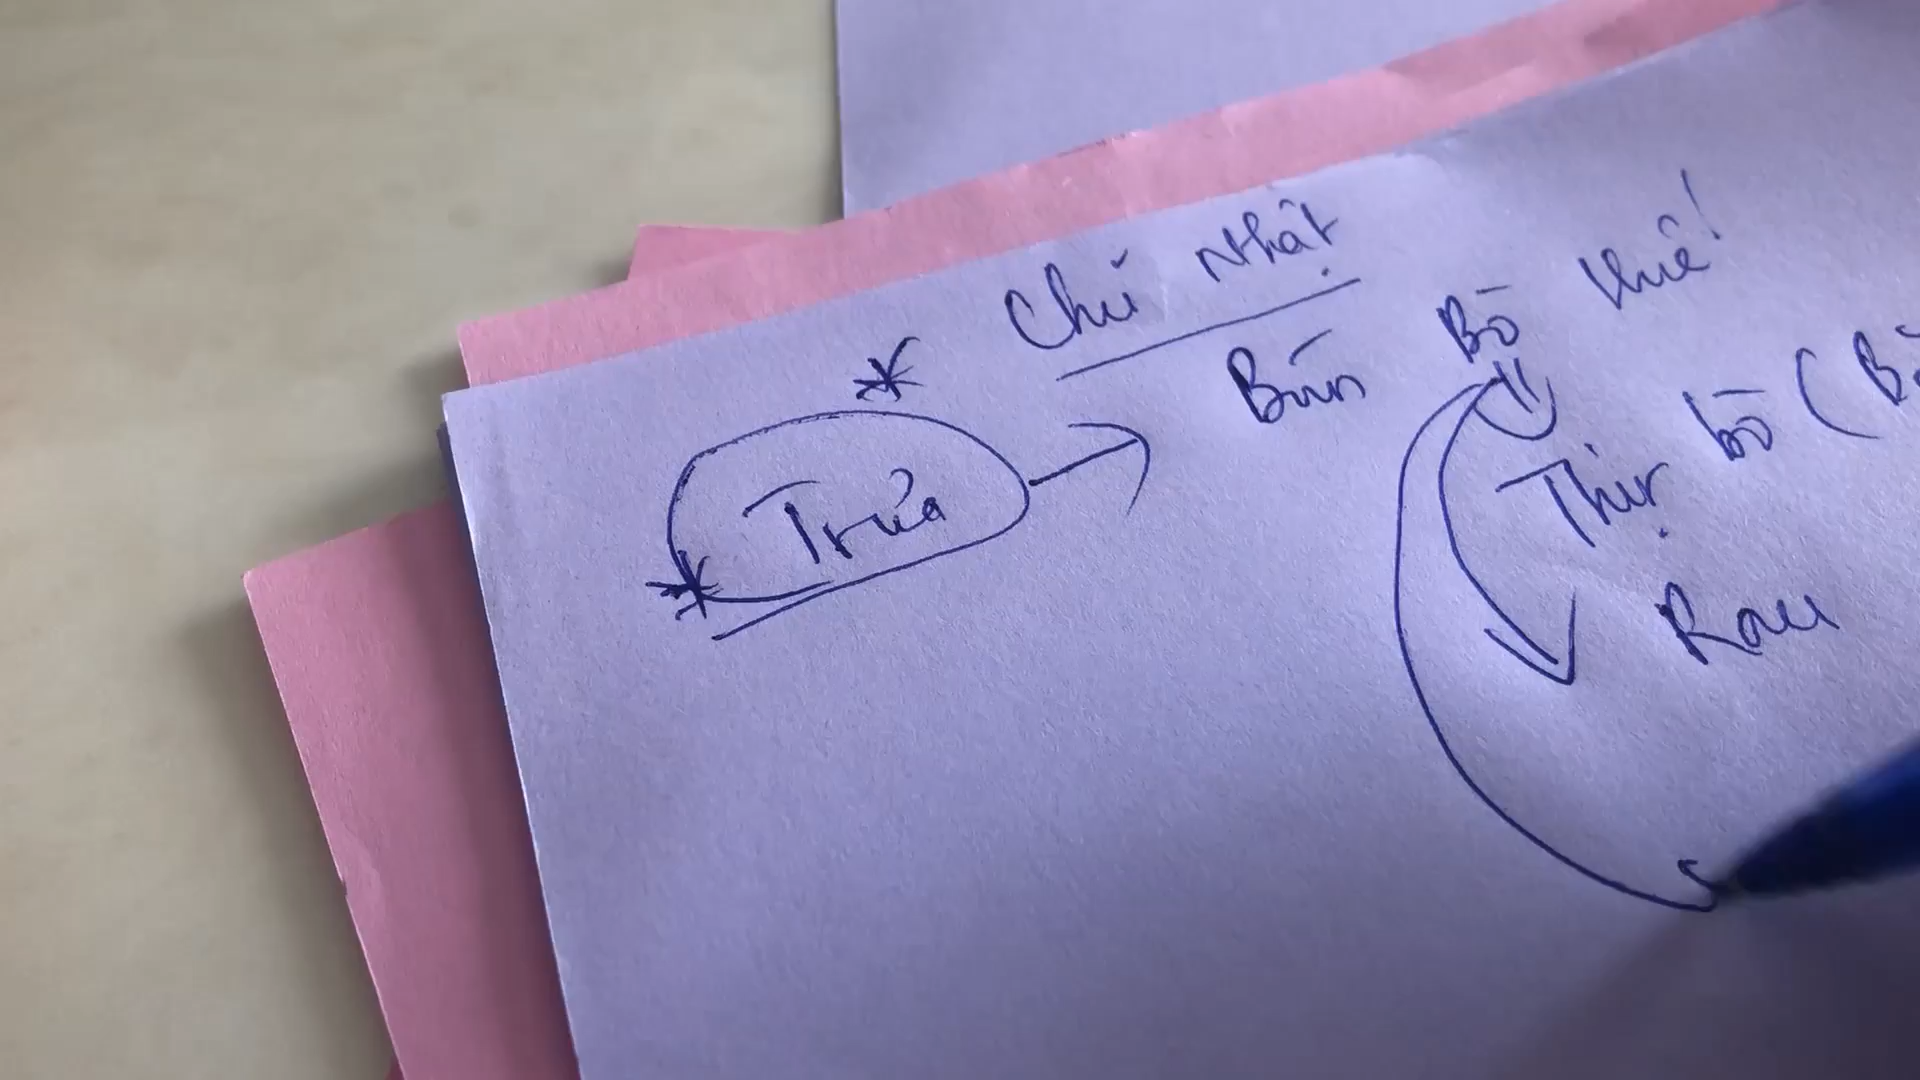 * Chủ Nhật
Trưa → Bún Bò Huế!
* Thịt bò (
Rau